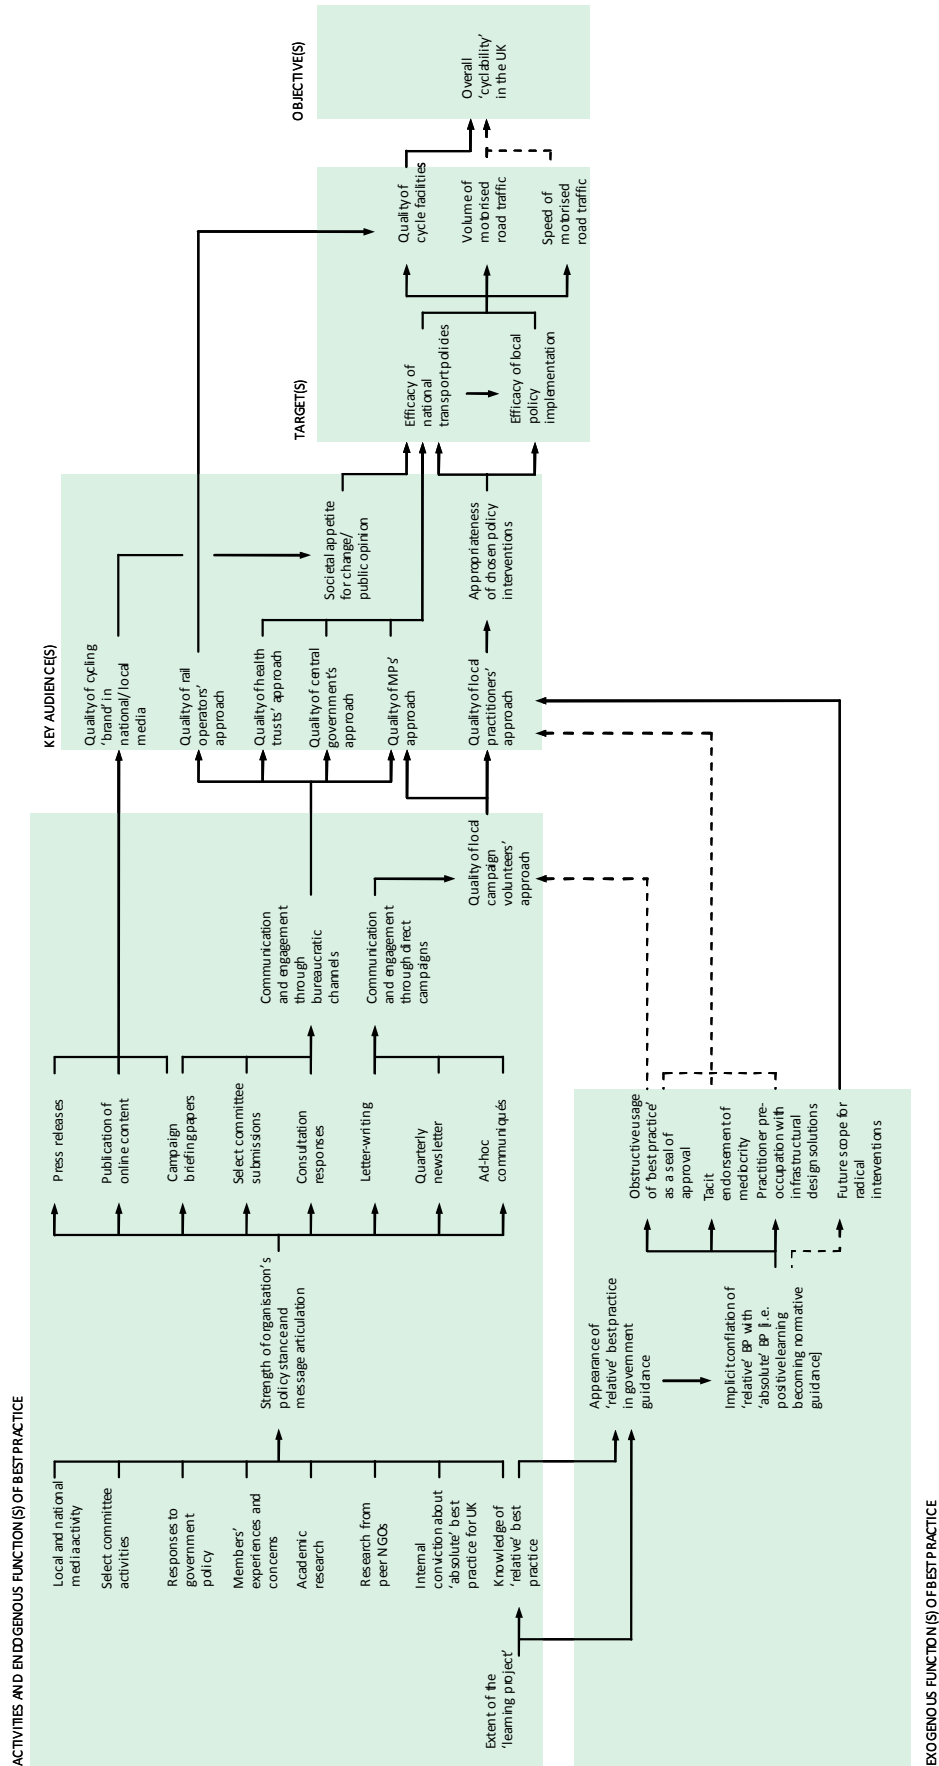 ACTIVITIES AND ENDOGENOUS FUNCTION(S) OF BEST PRACTICE
Local and national
media activity
Select committee
activities
Responses to
government
policy
Members'
experiences and
concerns
Academic
research
Research from
peer NGOs
Internal
conviction about
'absolute' best
practice for UK
Knowledge of
'relative' best
practice
Extent of the
'learning project'
Strength of organisation's
policy stance and
message articulation
Press releases
Publication of
online content
Campaign
briefing papers
Select committee
submissions
Consultation
responses
Letter-writing
Quarterly
newsletter
Ad-hoc
communiqués
Communication
and engagement
through
bureaucratic
channels
Communication
and engagement
through direct
campaigns
Quality of local
campaign
volunteers'
approach
KEY AUDIENCE(S)
Quality of cycling
'brand' in
national/local
media
Quality of rail
operators'
approach
Quality of health
trusts' approach
Quality of central
government's
approach
Quality of MPs'
approach
Quality of local
practitioners'
approach
Societal appetite
for change/
public opinion
Appropriateness
of chosen policy
interventions
TARGET(S)
Efficacy of
national
transport policies
Efficacy of local
policy
implementation
Quality of
cycle facilities
Volume of
motorised
road traffic
Speed of
motorised
road traffic
OBJECTIVE(S)
Overall
'cyclability'
in the UK
EXOGENOUS FUNCTION(S) OF BEST PRACTICE
Appearance of
'relative' best practice
in government
guidance
Implicit conflation of
'relative' BP with
'absolute' BP [i.e.
positive learning
becoming normative
guidance]
Obstructive usage
of 'best practice'
as a seal of
approval
Tacit
endorsement of
mediocrity
Practitioner pre-
occupation with
infrastructural
design solutions
Future scope for
radical
interventions